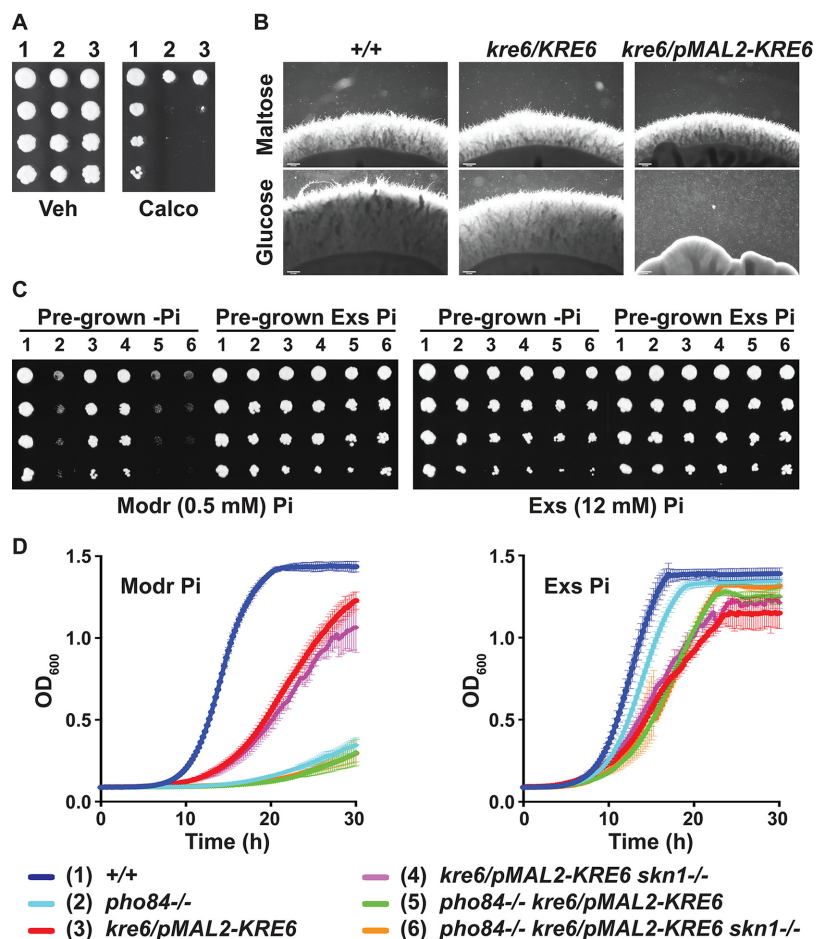 A
1 2 3 1 2 3
Veh Calco
B
+/+ kre6/KRE6 kre6/pMAL2-KRE6
Maltose
Glucose
C
Pre-grown -Pi Pre-grown Exs Pi Pre-grown -Pi Pre-grown Exs Pi
1 2 3 4 5 6 1 2 3 4 5 6 1 2 3 4 5 6 1 2 3 4 5 6
Modr (0.5 mM) Pi Exs (12 mM) Pi
D
Modr Pi
OD600
1.5
1.0
0.5
0.0
0 10 20 30
Time (h)
Exs Pi
OD600
1.5
1.0
0.5
0.0
0 10 20 30
Time (h)
(1) +/+
(2) pho84-/-
(3) kre6/pMAL2-KRE6
(4) kre6/pMAL2-KRE6 skn1-/-
(5) pho84-/- kre6/pMAL2-KRE6
(6) pho84-/- kre6/pMAL2-KRE6 skn1-/-